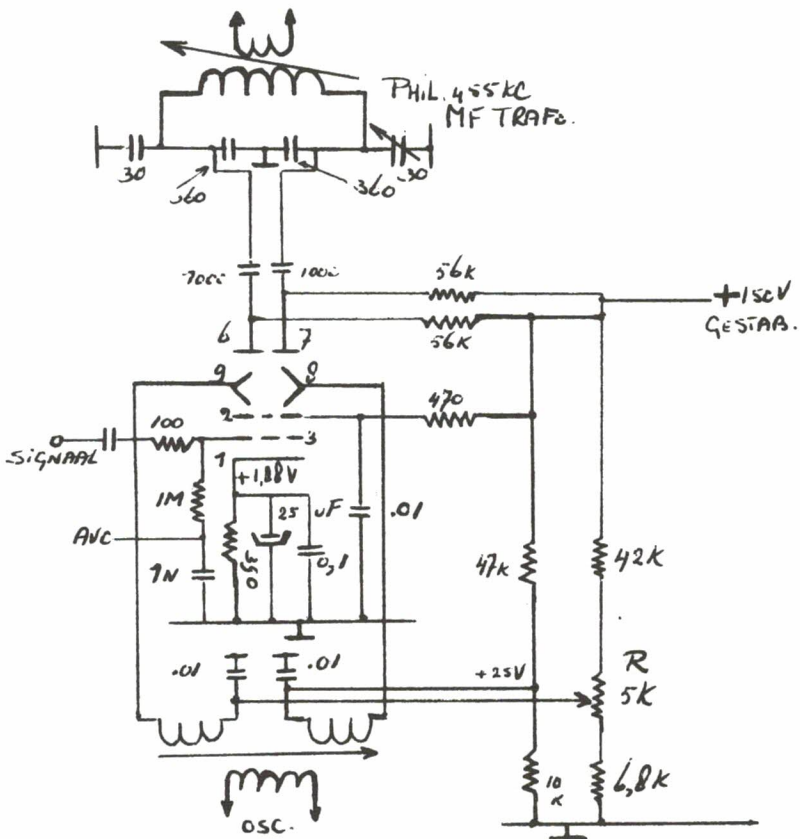 PHIL. 455KC
MF TRAFO.
30
360
360
30
1000
1000
56K
+150V
GESTAB.
56K
6
7
9
8
470
2
3
100
SIGNAAL
1
+1,88V
1M
25
uF
.01
AVC
350
0,1
1N
47K
42K
.01
.01
+25V
R
5K
10
K
6,8K
OSC.